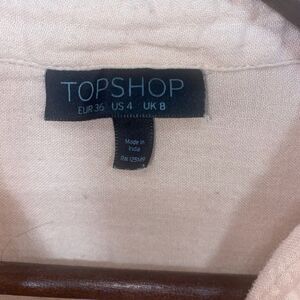 TOPSHOP
EUR 36 US 4 UK 8
Made in
India